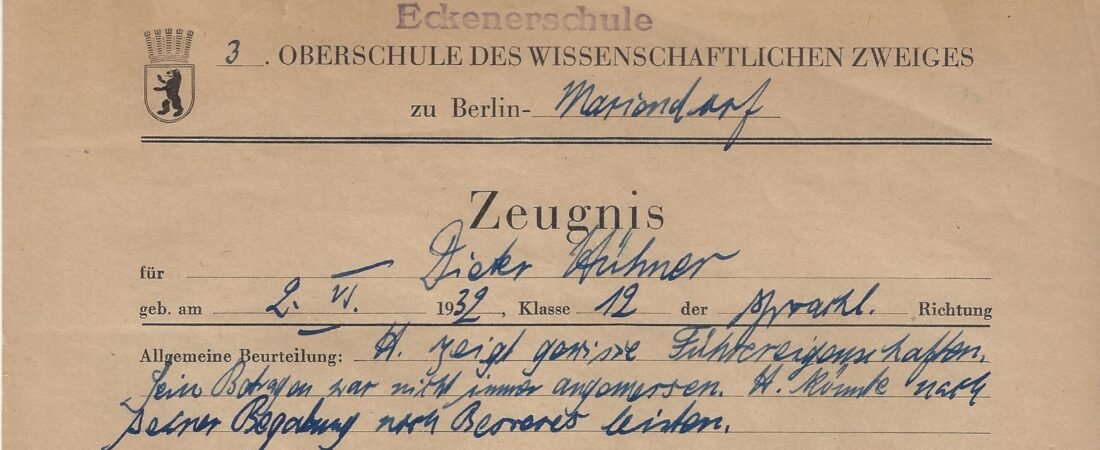 Eckenerschule
3. OBERSCHULE DES WISSENSCHAFTLICHEN ZWEIGES
zu Berlin- Mariendorf
Zeugnis
für Dieter Hühner
geb. am 2. VI. 1932, Klasse 12 der sprachl. Richtung
Allgemeine Beurteilung: H. zeigt gewisse Führereigenschaften.
Sein Betragen war nicht immer angemessen. H. könnte nach
seiner Begabung noch Besseres leisten.